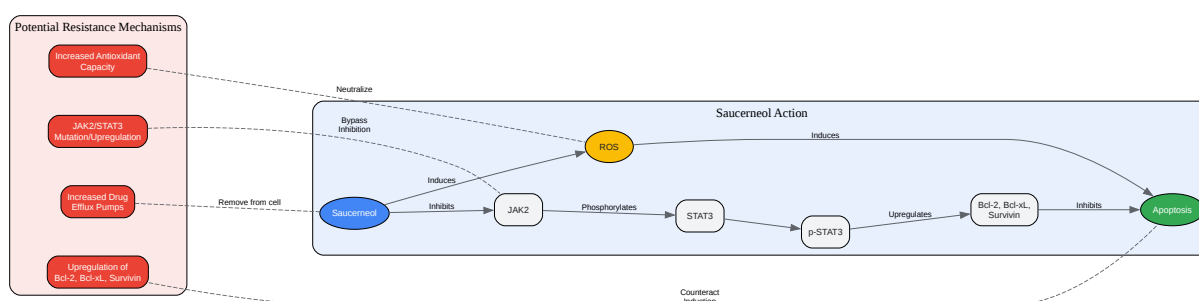 Potential Resistance Mechanisms
Increased Antioxidant
Capacity
JAK2/STAT3
Mutation/Upregulation
Increased Drug
Efflux Pumps
Upregulation of
Bcl-2, Bcl-xL, Survivin
Neutralize
Bypass
Inhibition
Remove from cell
Saucerneol Action
Saucerneol
Induces
Inhibits
ROS
Induces
JAK2
Phosphorylates
STAT3
p-STAT3
Upregulates
Bcl-2, Bcl-xL,
Survivin
Inhibits
Apoptosis
Counteract